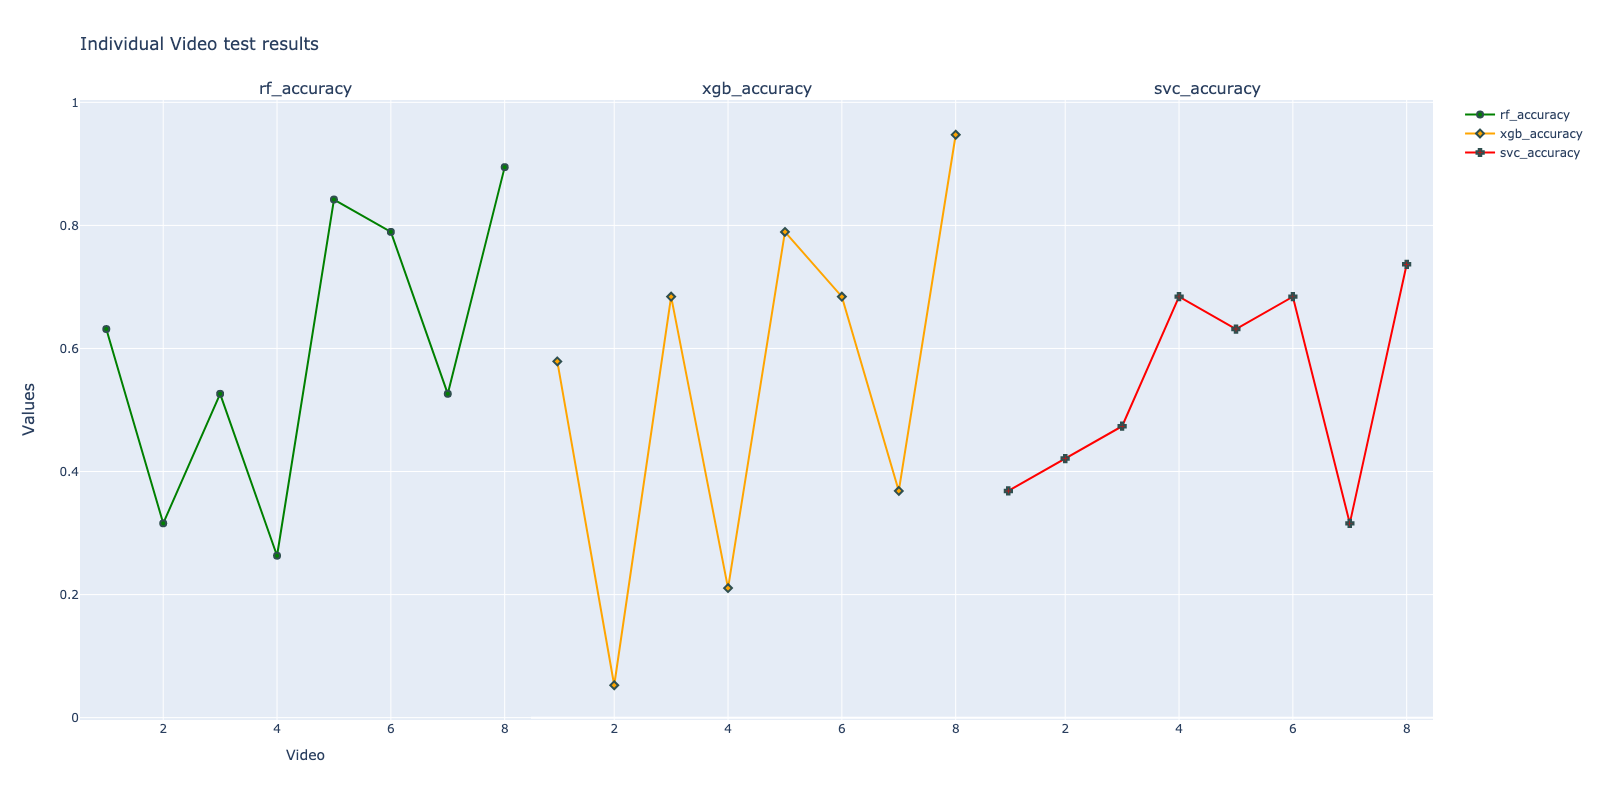 Individual Video test results
rf_accuracy xgb_accuracy svc_accuracy
rf_accuracy
xgb_accuracy
svc_accuracy
1
0.8
0.6
0.4
0.2
0
Values
2 4 6 8 2 4 6 8 2 4 6 8
Video